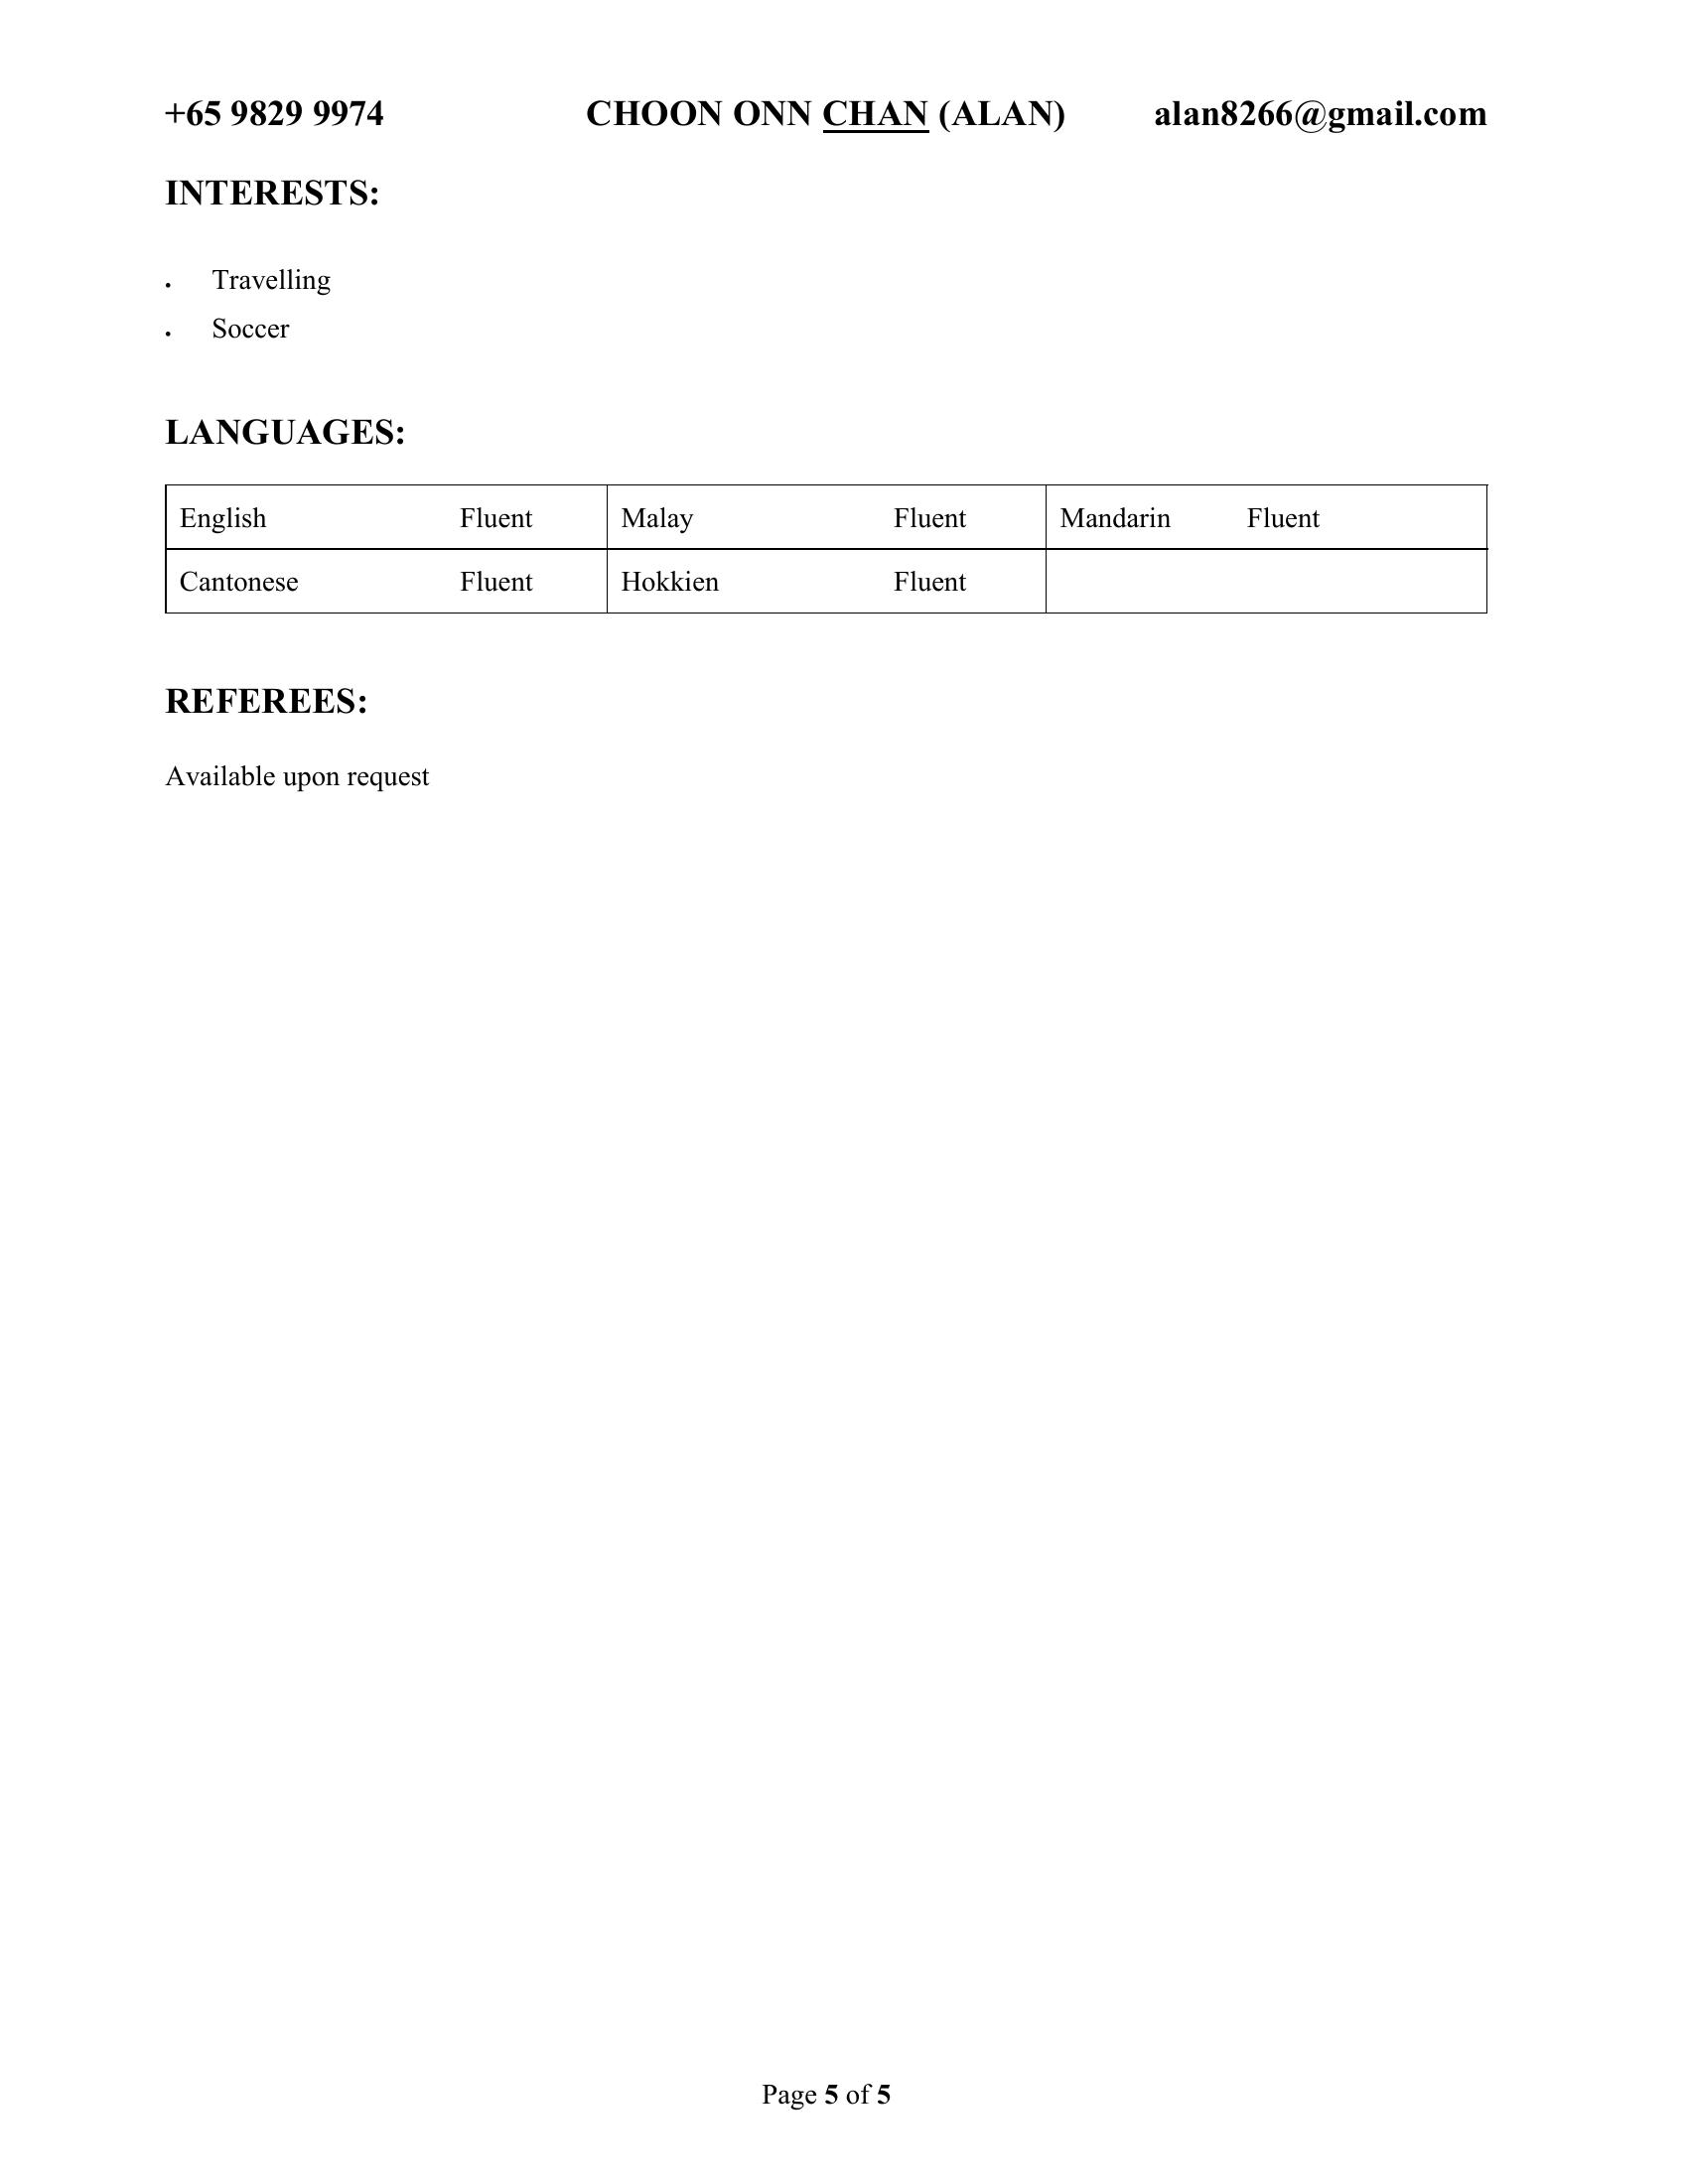 +65 9829 9974 CHOON ONN CHAN (ALAN) alan8266@gmail.com
INTERESTS:
• Travelling
• Soccer
LANGUAGES:
English Fluent Malay Fluent Mandarin Fluent
Cantonese Fluent Hokkien Fluent
REFEREES:
Available upon request
Page 5 of 5